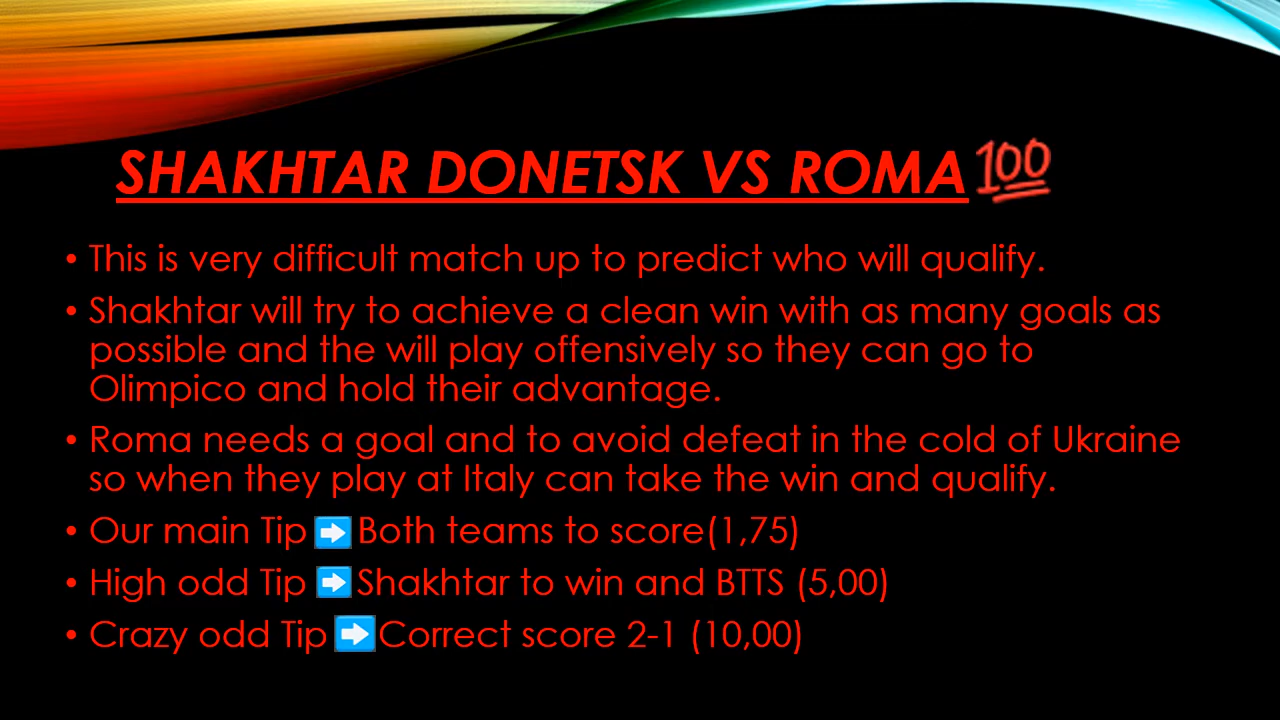 SHAKHTAR DONETSK VS ROMA💯
• This is very difficult match up to predict who will qualify.
• Shakhtar will try to achieve a clean win with as many goals as
possible and the will play offensively so they can go to
Olimpico and hold their advantage.
• Roma needs a goal and to avoid defeat in the cold of Ukraine
so when they play at Italy can take the win and qualify.
• Our main Tip ➡️ Both teams to score(1,75)
• High odd Tip ➡️ Shakhtar to win and BTTS (5,00)
• Crazy odd Tip ➡️ Correct score 2-1 (10,00)